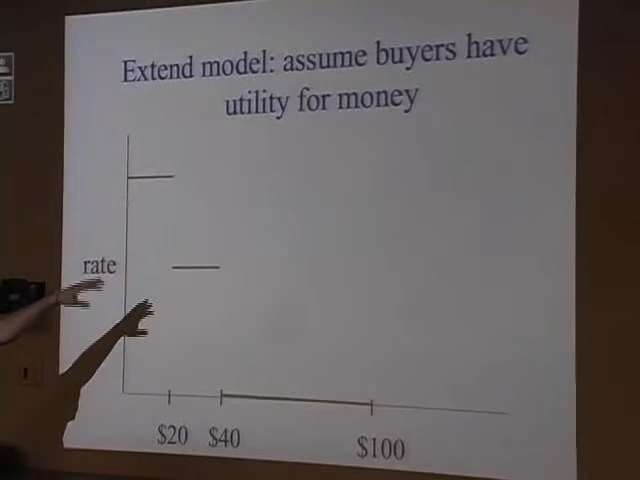 Extend model: assume buyers have
utility for money
rate
$20 $40 $100